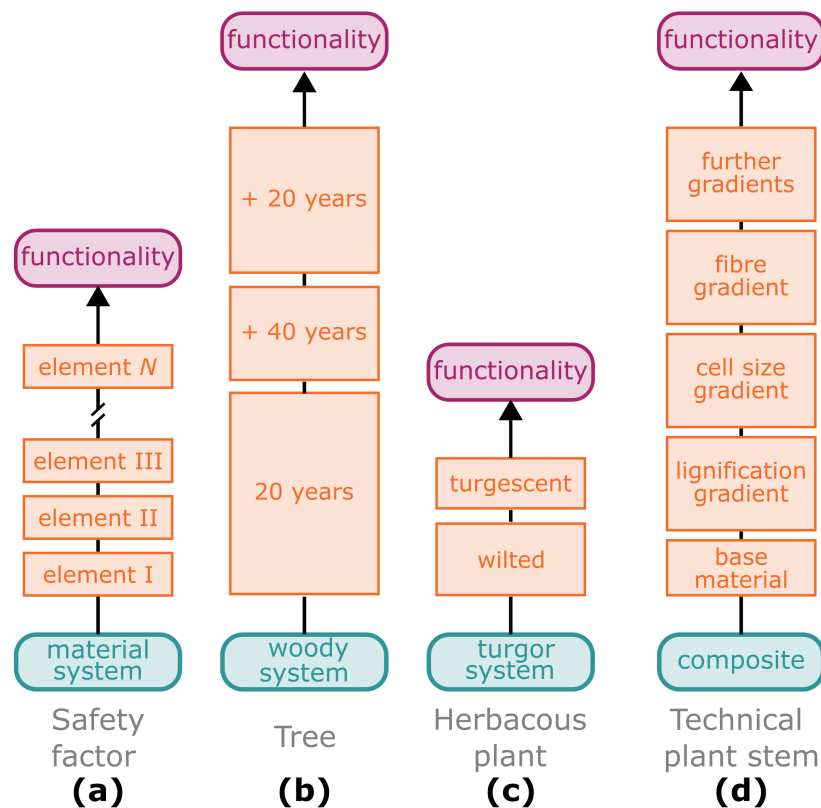 functionality
element N
element III
element II
element I
material
system
Safety
factor
(a)
functionality
+ 20 years
+ 40 years
20 years
woody
system
Tree
(b)
functionality
turgescent
wilted
turgor
system
Herbacous
plant
(c)
functionality
further
gradients
fibre
gradient
cell size
gradient
lignification
gradient
base
material
composite
Technical
plant stem
(d)